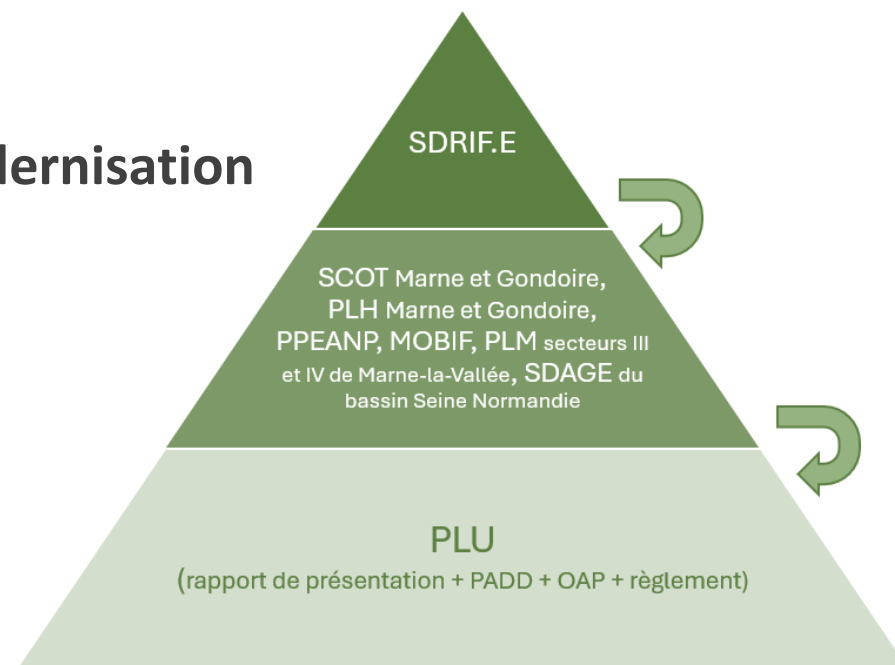 SDRIF.E
dernisation
SCOT Marne et Gondoire,
PLH Marne et Gondoire,
PPEANP, MOBIF, PLM secteurs III
et IV de Marne-la-Vallée, SDAGE du
bassin Seine Normandie
PLU
(rapport de présentation + PADD + OAP + règlement)